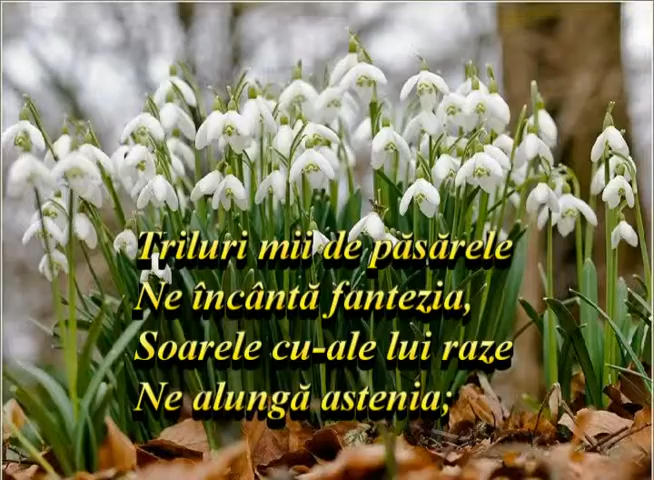 Triluri mii de păsărele
Ne încântă fantezia,
Soarele cu-ale lui raze
Ne alungă astenia;